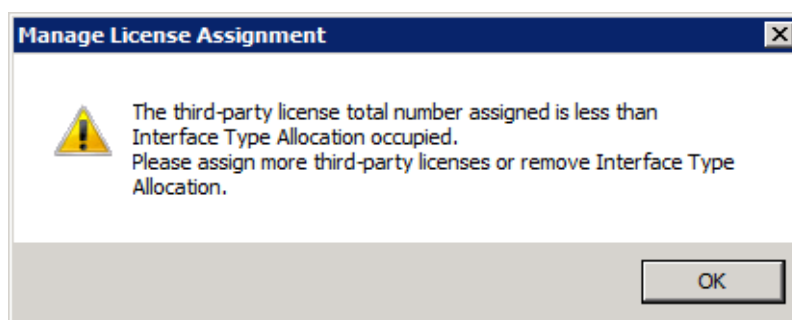 Manage License Assignment
The third-party license total number assigned is less than
Interface Type Allocation occupied.
Please assign more third-party licenses or remove Interface Type
Allocation.
OK